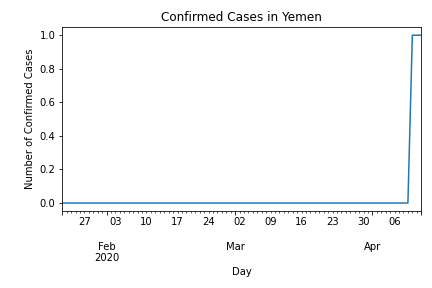 Confirmed Cases in Yemen
Number of Confirmed Cases
1.0
0.8
0.6
0.4
0.2
0.0
27 03 10 17 24 02 09 16 23 30 06
Feb Mar Apr
2020
Day